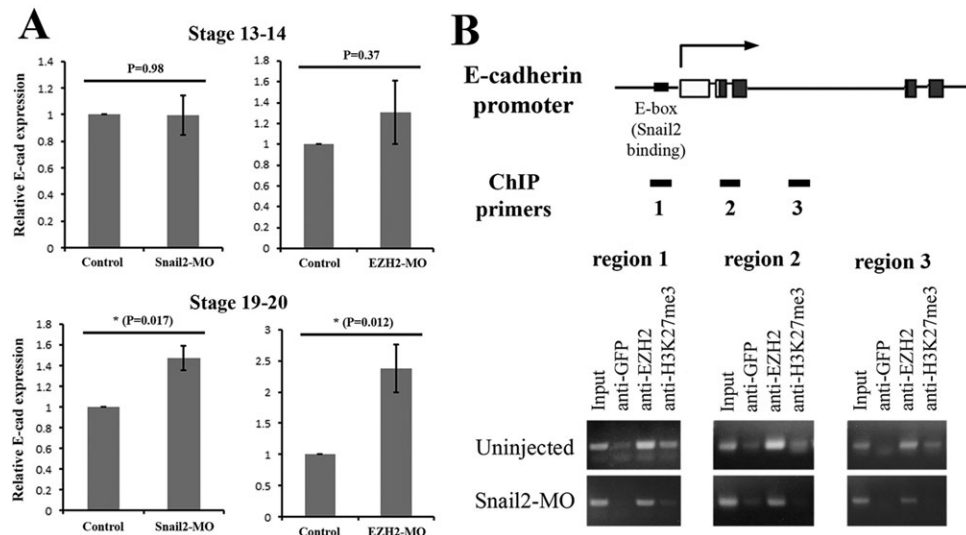 A
Stage 13-14
Relative E-cad expression
1.4
1.2
1
0.8
0.6
0.4
0.2
0
P=0.98
Control Snail2-MO
1.8
1.6
1.4
1.2
1
0.8
0.6
0.4
0.2
0
P=0.37
Control EZH2-MO
Stage 19-20
Relative E-cad expression
1.8
1.6
1.4
1.2
1
0.8
0.6
0.4
0.2
0
* (P=0.017)
Control Snail2-MO
3
2.5
2
1.5
1
0.5
0
* (P=0.012)
Control EZH2-MO
B
E-cadherin
promoter
E-box
(Snail2
binding)
ChIP
primers
1 2 3
region 1 region 2 region 3
Input
anti-GFP
anti-EZH2
anti-H3K27me3
Input
anti-GFP
anti-EZH2
anti-H3K27me3
Input
anti-GFP
anti-EZH2
anti-H3K27me3
Uninjected
Snail2-MO